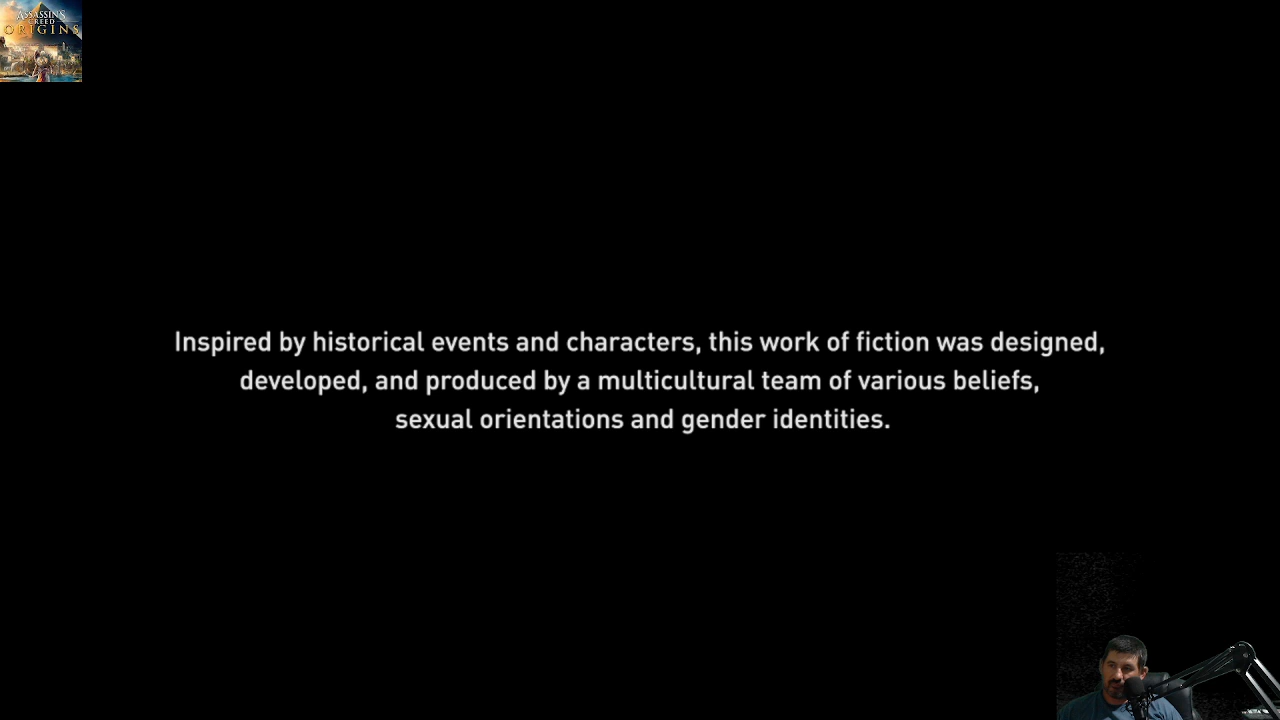 ASSASSIN'S
CREED
ORIGINS
Inspired by historical events and characters, this work of fiction was designed,
developed, and produced by a multicultural team of various beliefs,
sexual orientations and gender identities.